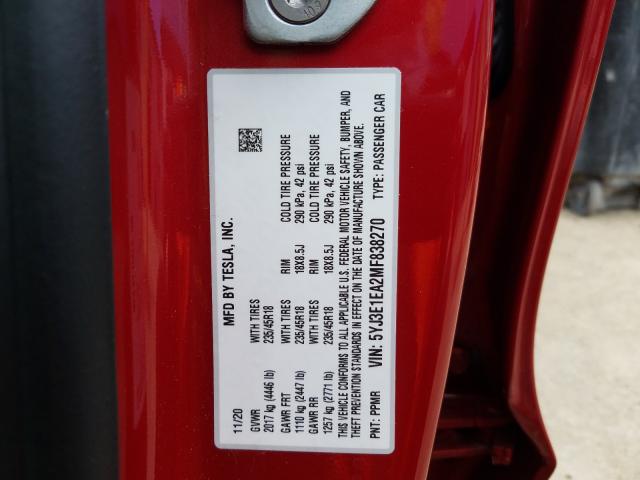 MFD BY TESLA, INC.
11/20
GVWR
2017 kg (4446 lb)
WITH TIRES
235/45R18
RIM
18X8.5J
COLD TIRE PRESSURE
290 kPa, 42 psi
GAWR FRT
1110 kg (2447 lb)
WITH TIRES
235/45R18
RIM
18X8.5J
COLD TIRE PRESSURE
290 kPa, 42 psi
GAWR RR
1257 kg (2771 lb)
WITH TIRES
235/45R18
THIS VEHICLE CONFORMS TO ALL APPLICABLE U.S. FEDERAL MOTOR VEHICLE SAFETY, BUMPER, AND
THEFT PREVENTION STANDARDS IN EFFECT ON THE DATE OF MANUFACTURE SHOWN ABOVE.
PNT: PPMR VIN: 5YJ3E1EA2MF838270 TYPE: PASSENGER CAR